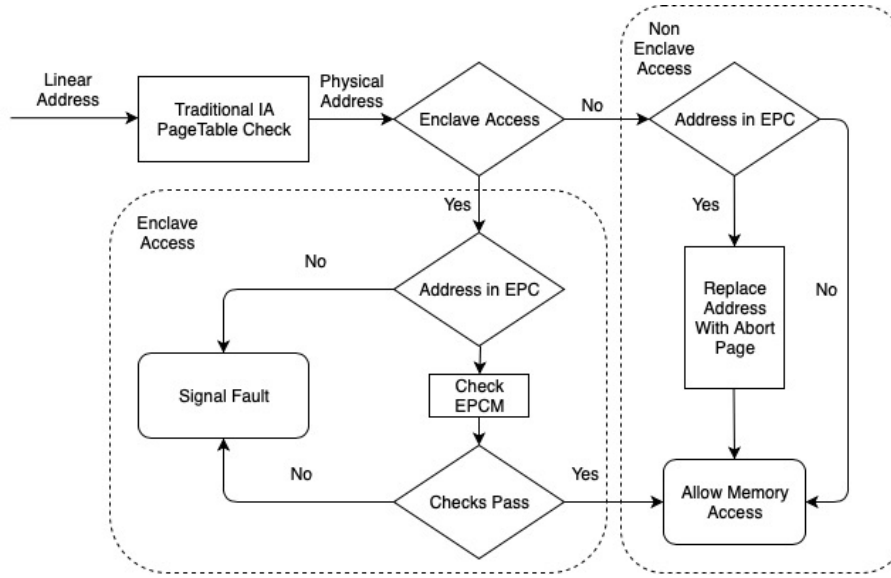 Linear
Address
Traditional IA
PageTable Check
Physical
Address
Enclave Access
No
Non
Enclave
Access
Address in EPC
Yes
Replace
Address
With Abort
Page
No
Allow Memory
Access
Yes
Enclave
Access
Address in EPC
No
Signal Fault
Check
EPCM
Checks Pass
No
Yes